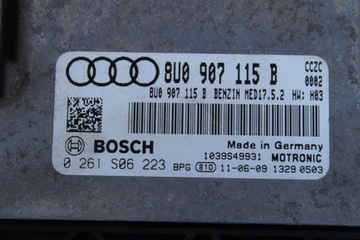 8U0 907 115 B CCZC
0002
8U0 907 115 B BENZIN MED17.5.2 HW: H03
BOSCH Made in Germany
1039S49931 MOTRONIC
0 261 S06 223 BPG 810 11-06-09 1329 0503